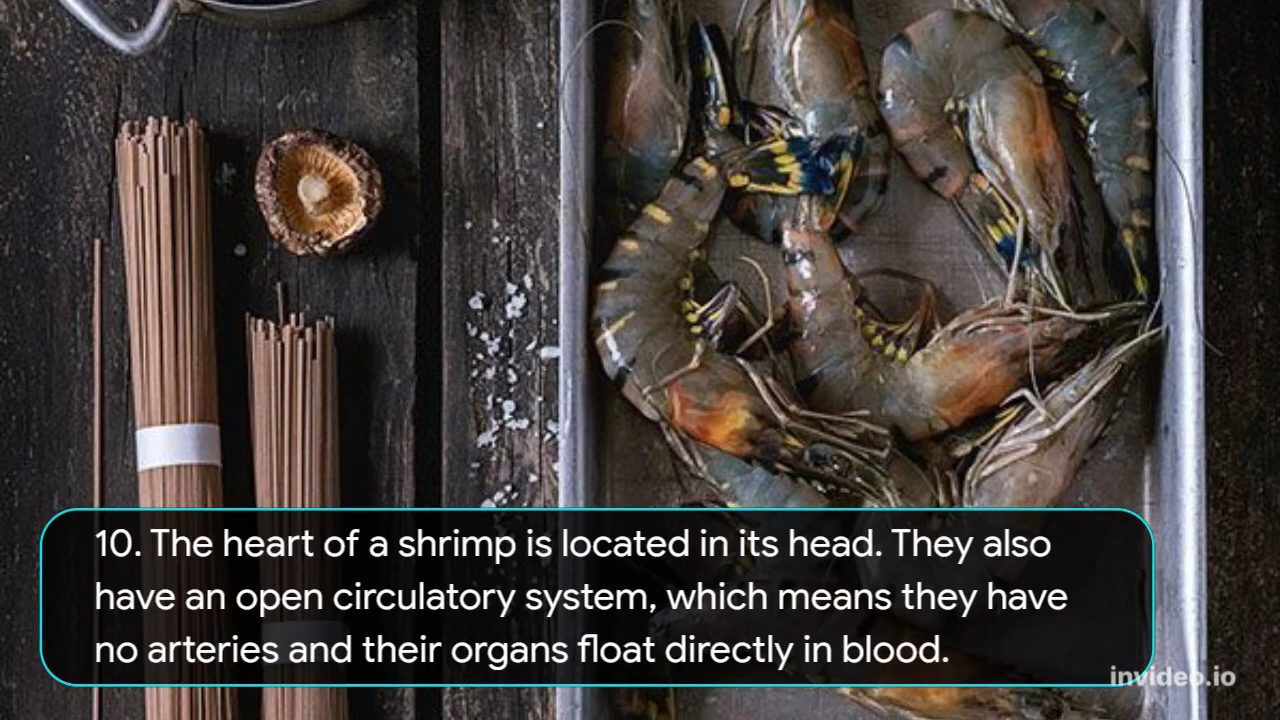 10. The heart of a shrimp is located in its head. They also
have an open circulatory system, which means they have
no arteries and their organs float directly in blood.
invideo.io